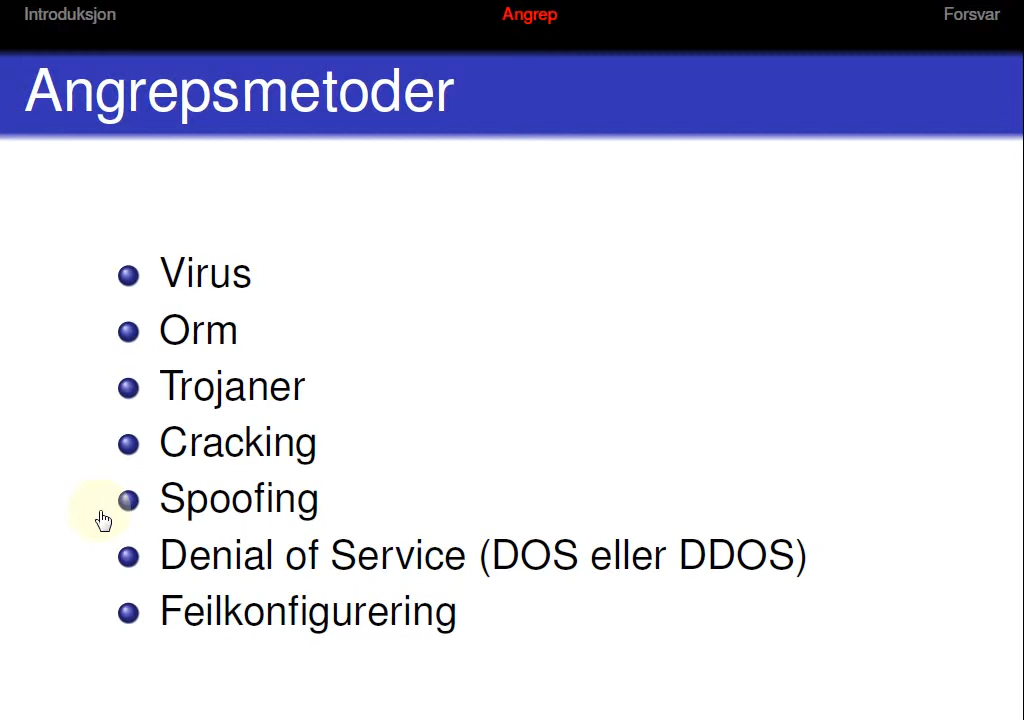 Introduksjon Angrep Forsvar
Angrepsmetoder
Virus
Orm
Trojaner
Cracking
Spoofing
Denial of Service (DOS eller DDOS)
Feilkonfigurering